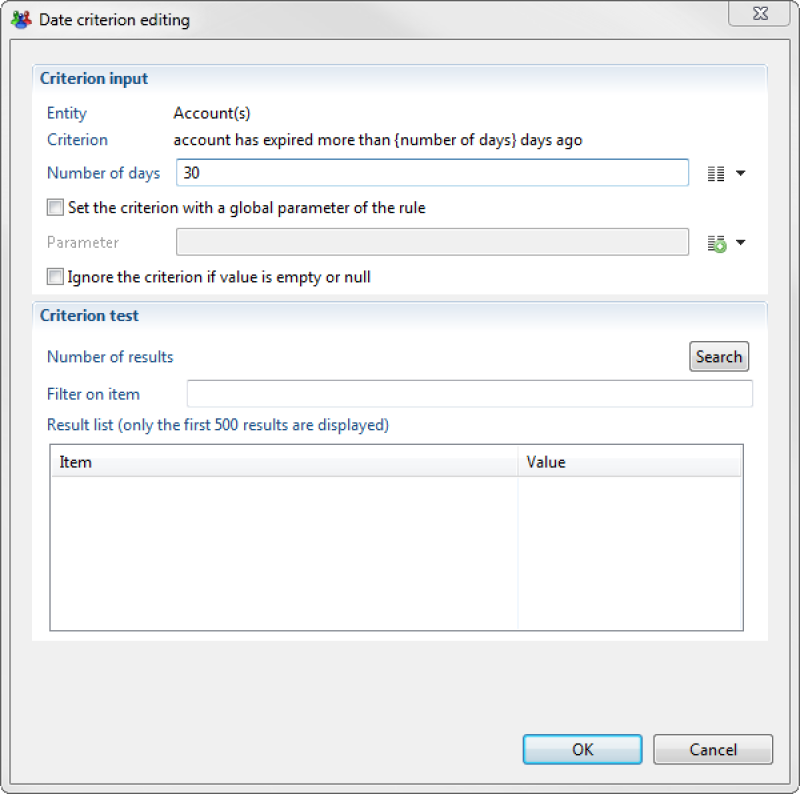 Date criterion editing
Criterion input
Entity Account(s)
Criterion account has expired more than {number of days} days ago
Number of days 30
Set the criterion with a global parameter of the rule
Parameter
Ignore the criterion if value is empty or null
Criterion test
Number of results Search
Filter on item
Result list (only the first 500 results are displayed)
Item Value
OK Cancel